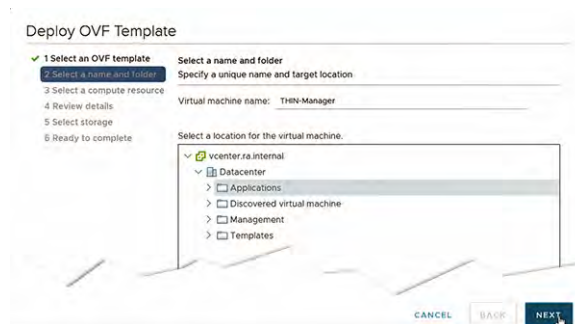 Deploy OVF Template
1 Select an OVF template
2 Select a name and folder
3 Select a compute resource
4 Review details
5 Select storage
6 Ready to complete
Select a name and folder
Specify a unique name and target location
Virtual machine name: THIN-Manager
Select a location for the virtual machine.
vcenter.ra.internal
Datacenter
Applications
Discovered virtual machine
Management
Templates
CANCEL BACK NEXT